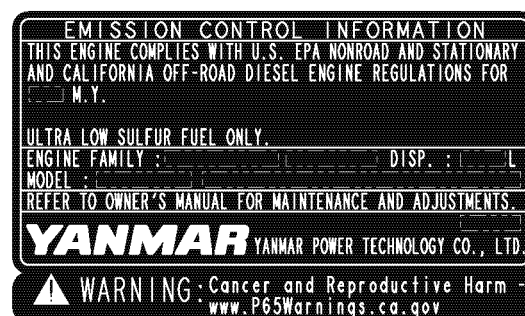 EMISSION CONTROL INFORMATION
THIS ENGINE COMPLIES WITH U.S. EPA NONROAD AND STATIONARY
AND CALIFORNIA OFF-ROAD DIESEL ENGINE REGULATIONS FOR
M.Y.
ULTRA LOW SULFUR FUEL ONLY.
ENGINE FAMILY : DISP. : L
MODEL :
REFER TO OWNER'S MANUAL FOR MAINTENANCE AND ADJUSTMENTS.
YANMAR YANMAR POWER TECHNOLOGY CO., LTD.
WARNING: Cancer and Reproductive Harm -
www.P65Warnings.ca.gov